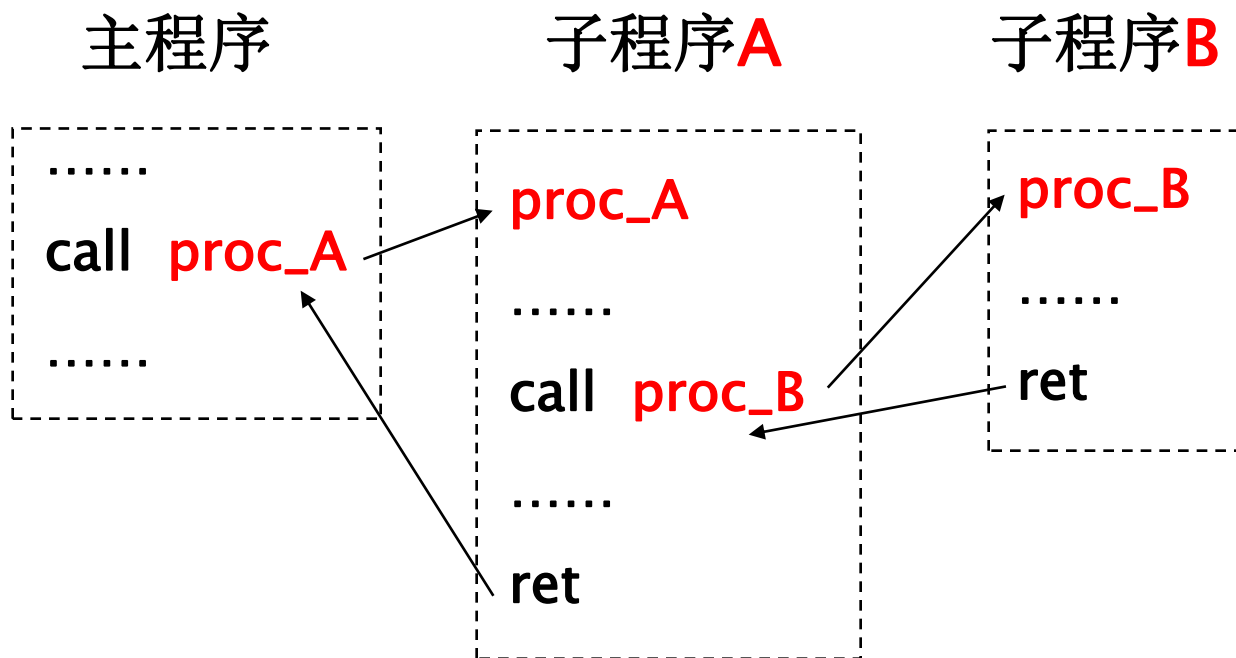 主程序
……
call proc_A
……
子程序A
proc_A
……
call proc_B
……
ret
子程序B
proc_B
……
ret